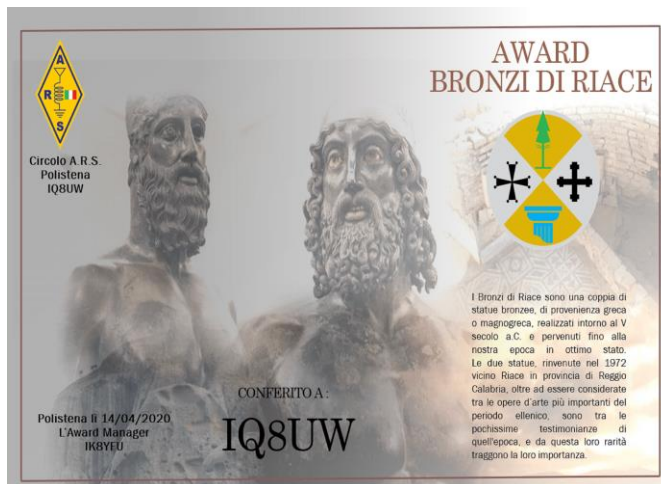 A
R
S
Circolo A.R.S.
Polistena
IQ8UW
AWARD
BRONZI DI RIACE
I Bronzi di Riace sono una coppia di
statue bronzee, di provenienza greca
o magnogreca, realizzati intorno al V
secolo a.C. e pervenuti fino alla
nostra epoca in ottimo stato.
Le due statue, rinvenute nel 1972
vicino Riace in provincia di Reggio
Calabria, oltre ad essere considerate
tra le opere d'arte più importanti del
periodo ellenico, sono tra le
pochissime testimonianze di
quell'epoca, e da questa loro rarità
traggono la loro importanza.
CONFERITO A :
IQ8UW
Polistena li 14/04/2020
L'Award Manager
IK8YFU